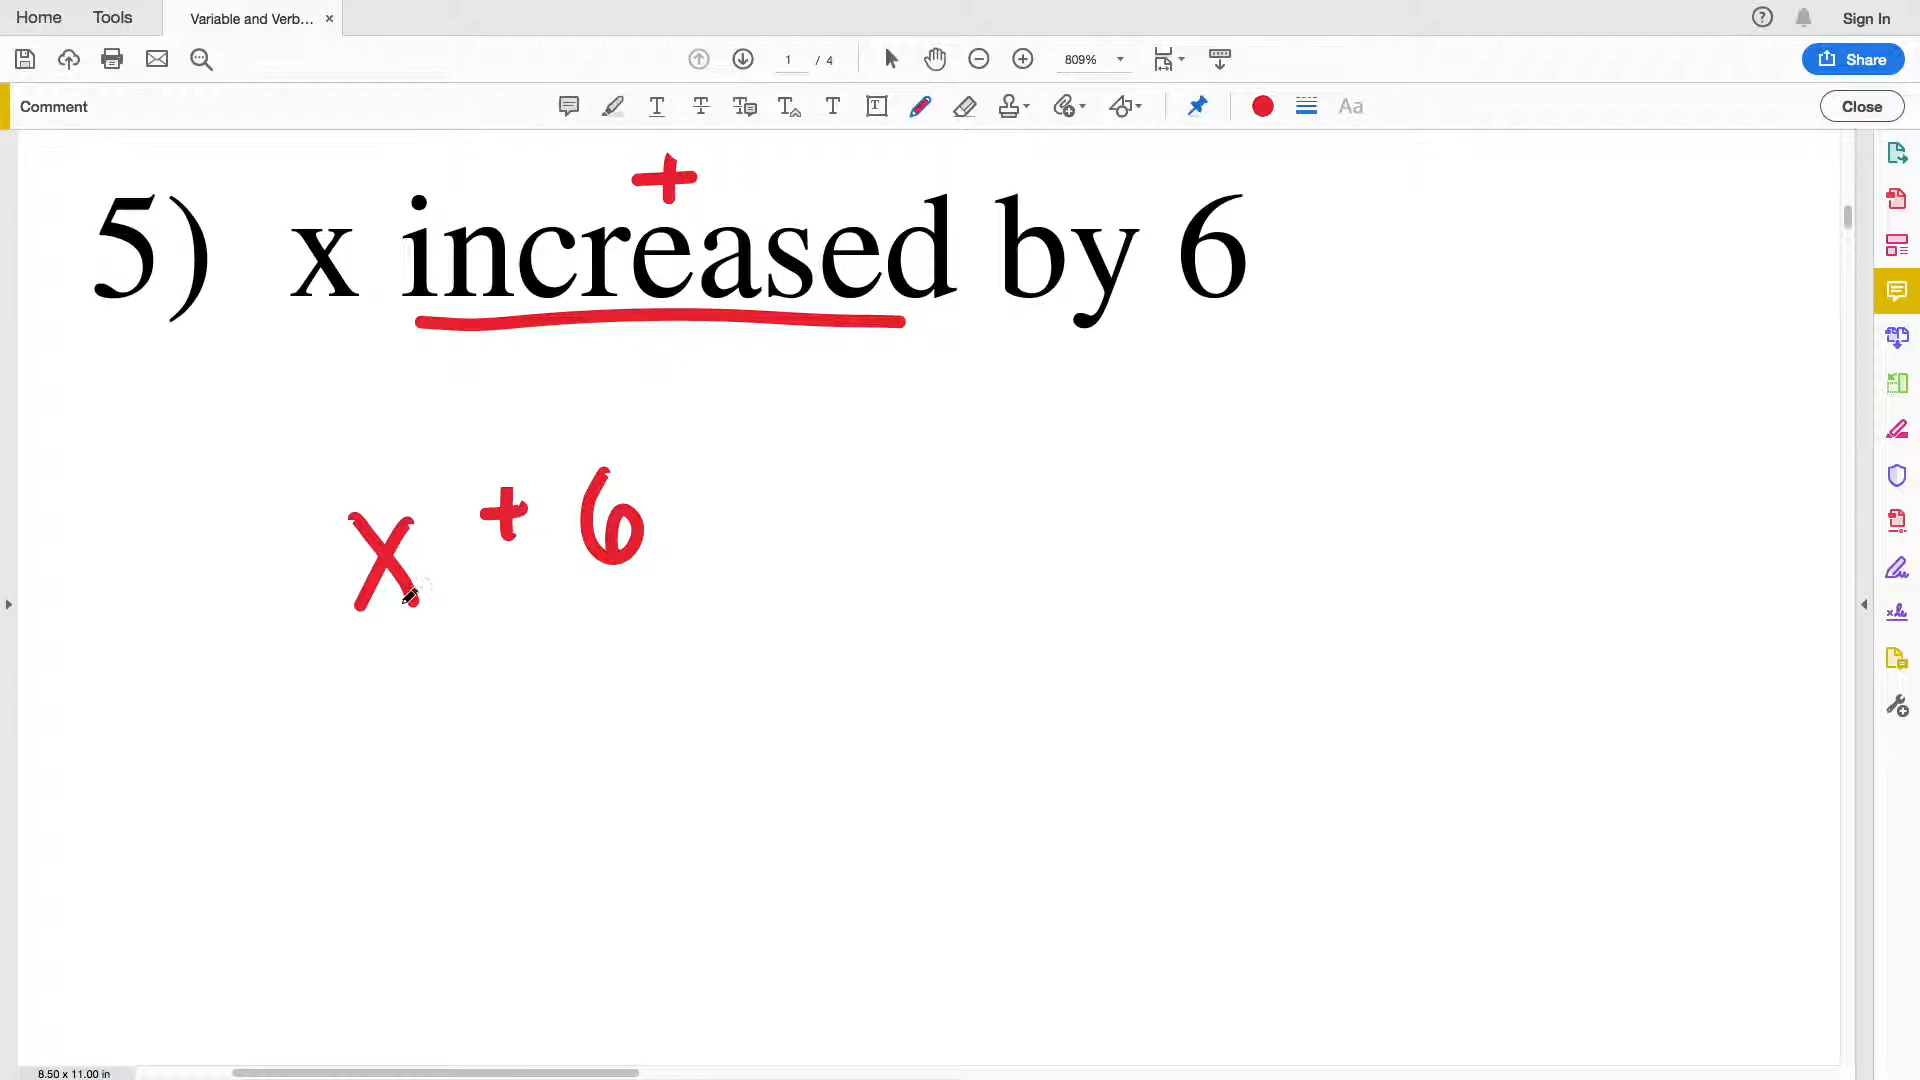 Home Tools Variable and Verb... × Sign In
1 / 4 809% Share
Comment Aa Close
+
5) x increased by 6
x + 6
8.50 x 11.00 in